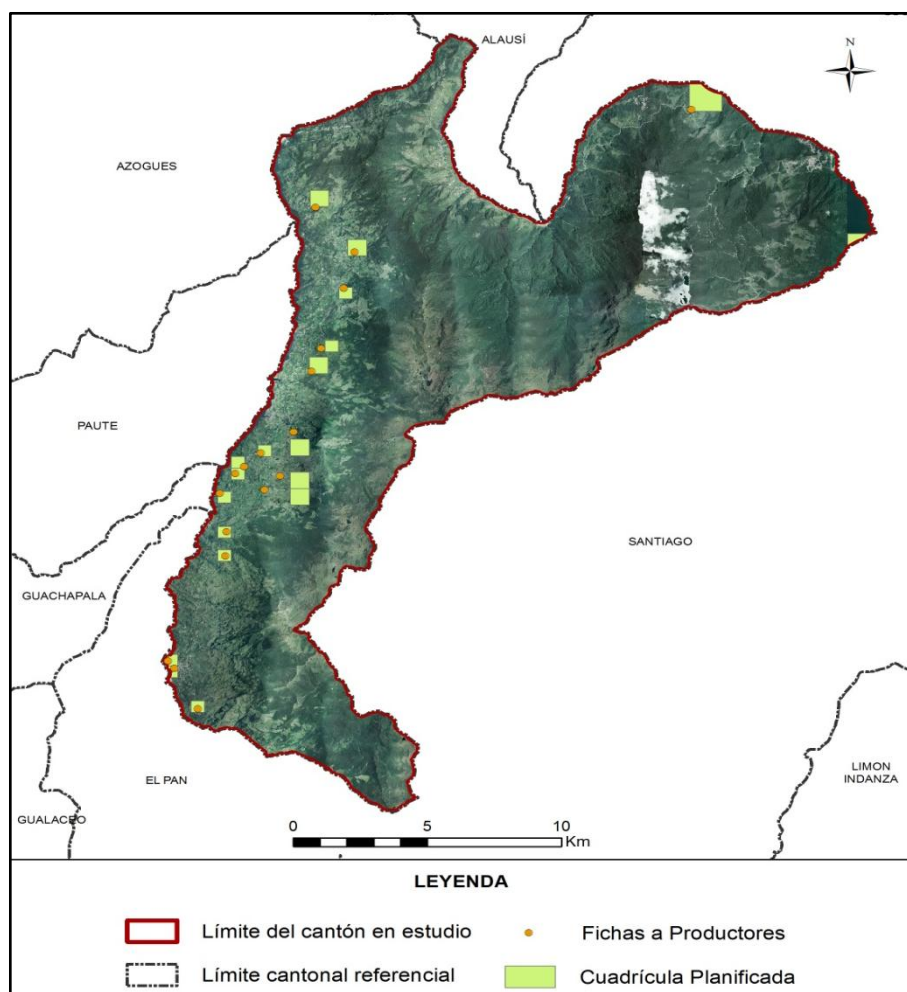 ALAUSÍ
N
AZOGUES
PAUTE
SANTIAGO
GUACHAPALA
LIMON
INDANZA
EL PAN
GUALACEO
0 5 10
Km
LEYENDA
Límite del cantón en estudio
Fichas a Productores
Límite cantonal referencial
Cuadrícula Planificada